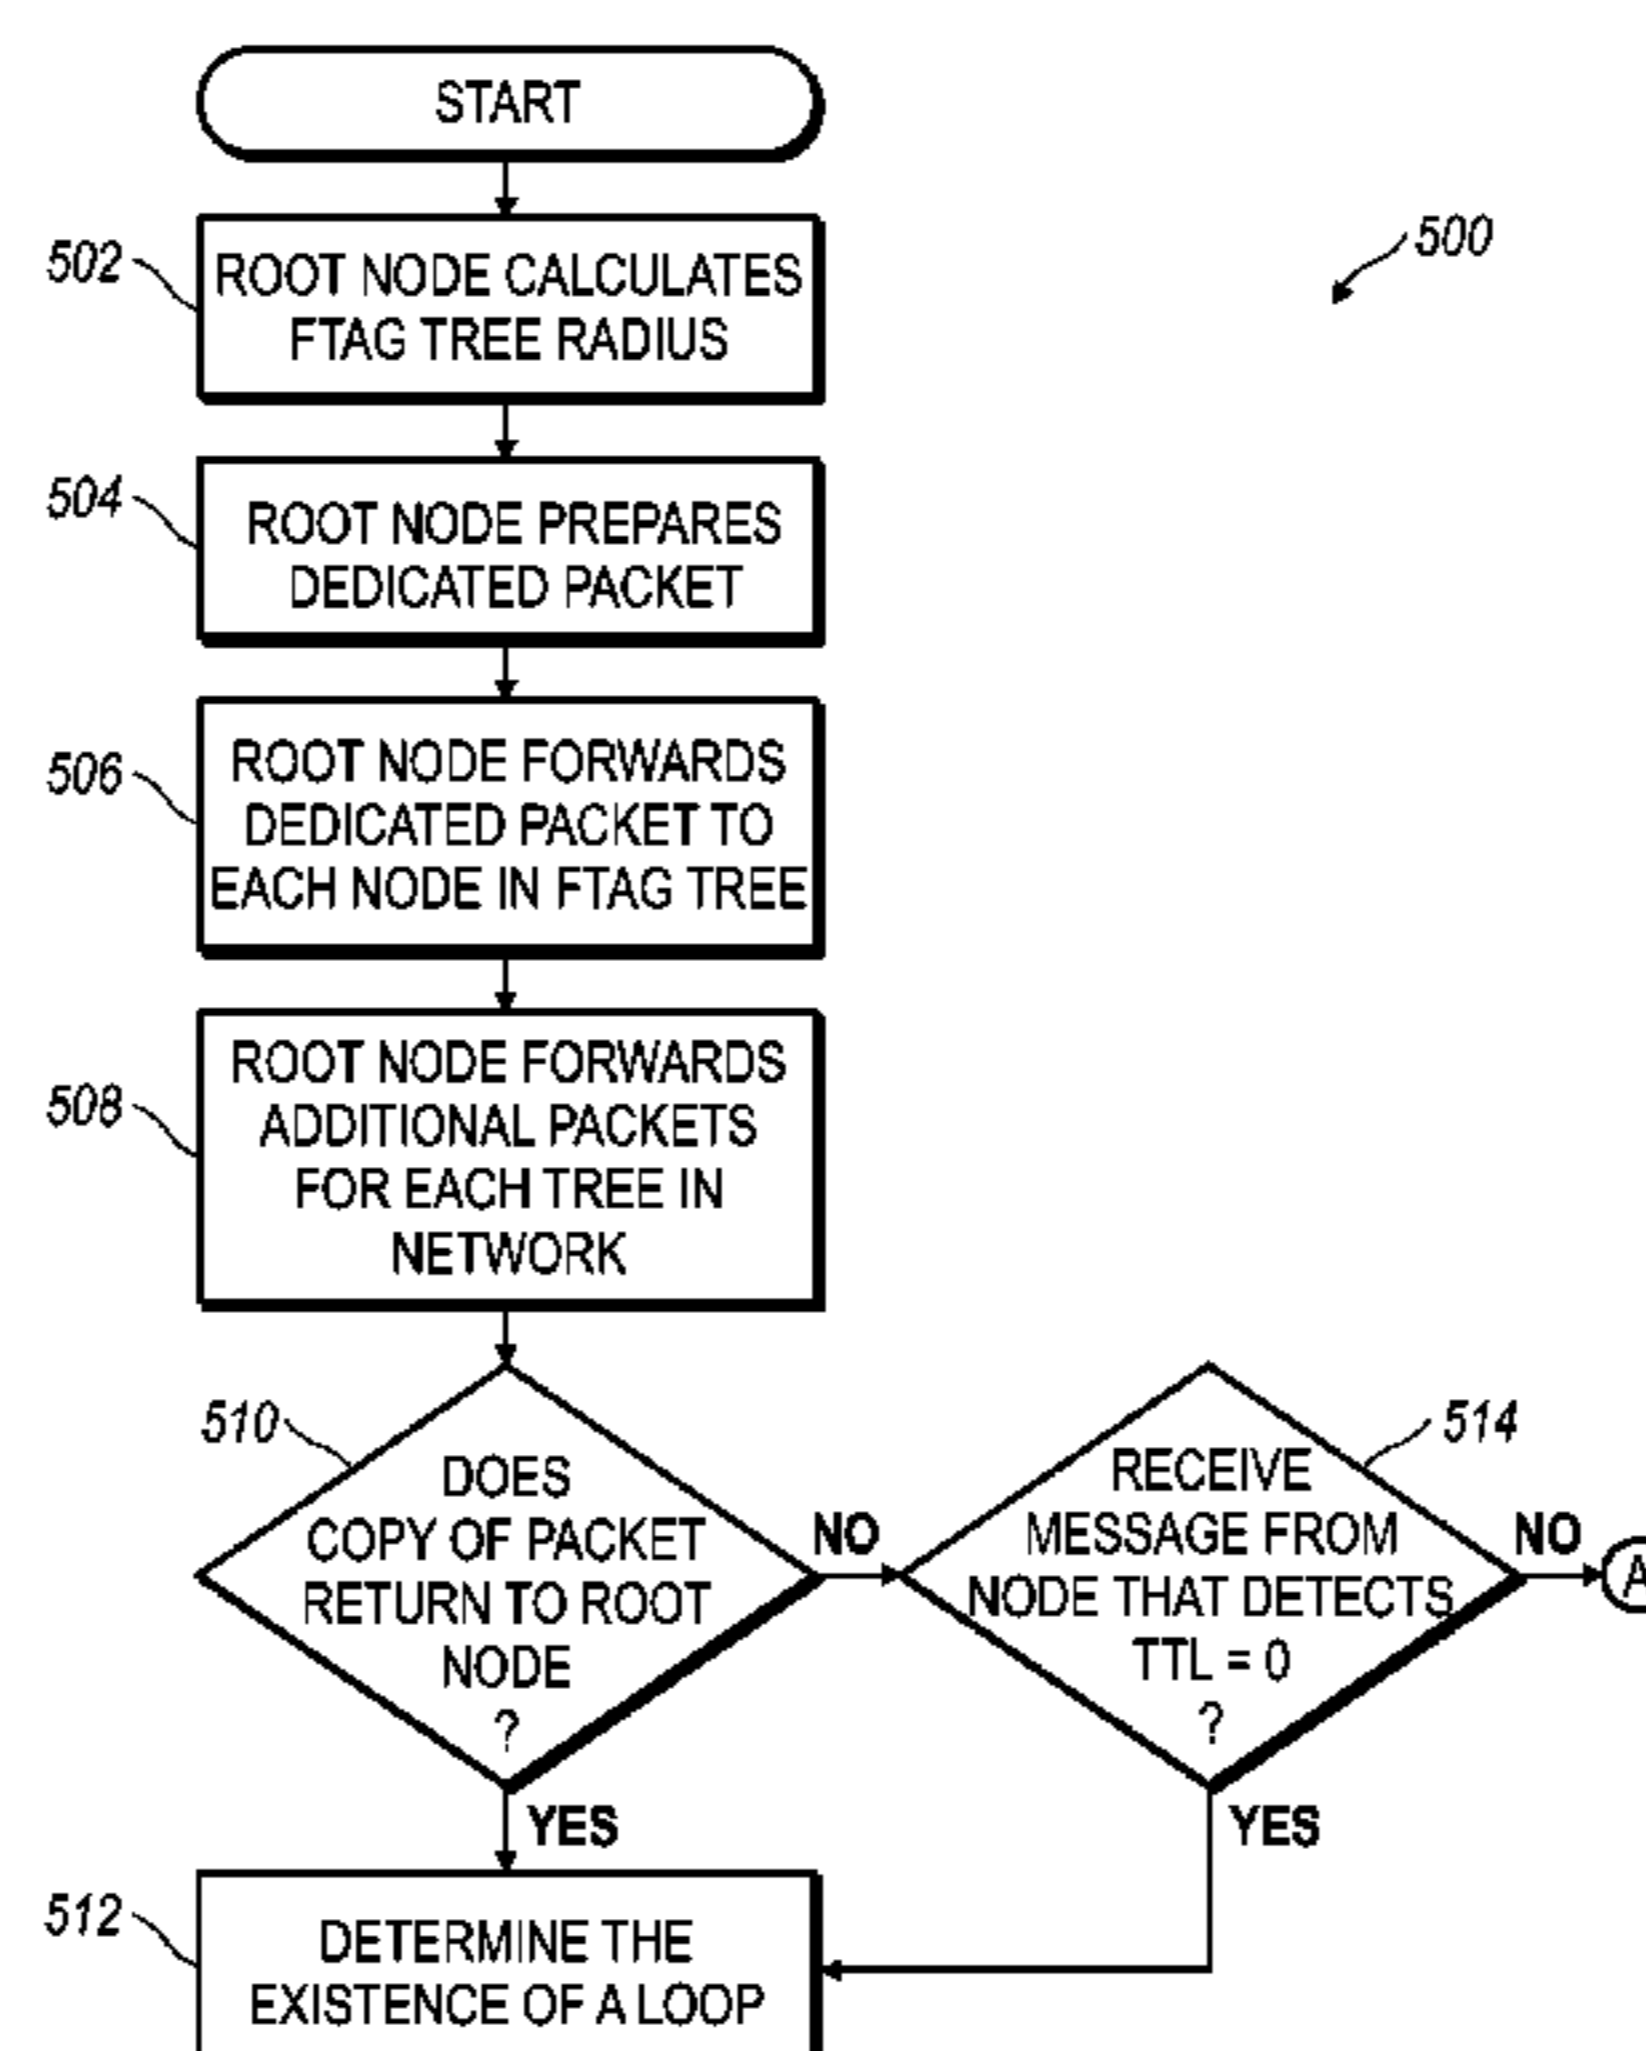 START
500
502
ROOT NODE CALCULATES
FTAG TREE RADIUS
504
ROOT NODE PREPARES
DEDICATED PACKET
506
ROOT NODE FORWARDS
DEDICATED PACKET TO
EACH NODE IN FTAG TREE
508
ROOT NODE FORWARDS
ADDITIONAL PACKETS
FOR EACH TREE IN
NETWORK
510
DOES
COPY OF PACKET
RETURN TO ROOT
NODE
?
NO
YES
514
RECEIVE
MESSAGE FROM
NODE THAT DETECTS
TTL = 0
?
NO
A
YES
512
DETERMINE THE
EXISTENCE OF A LOOP